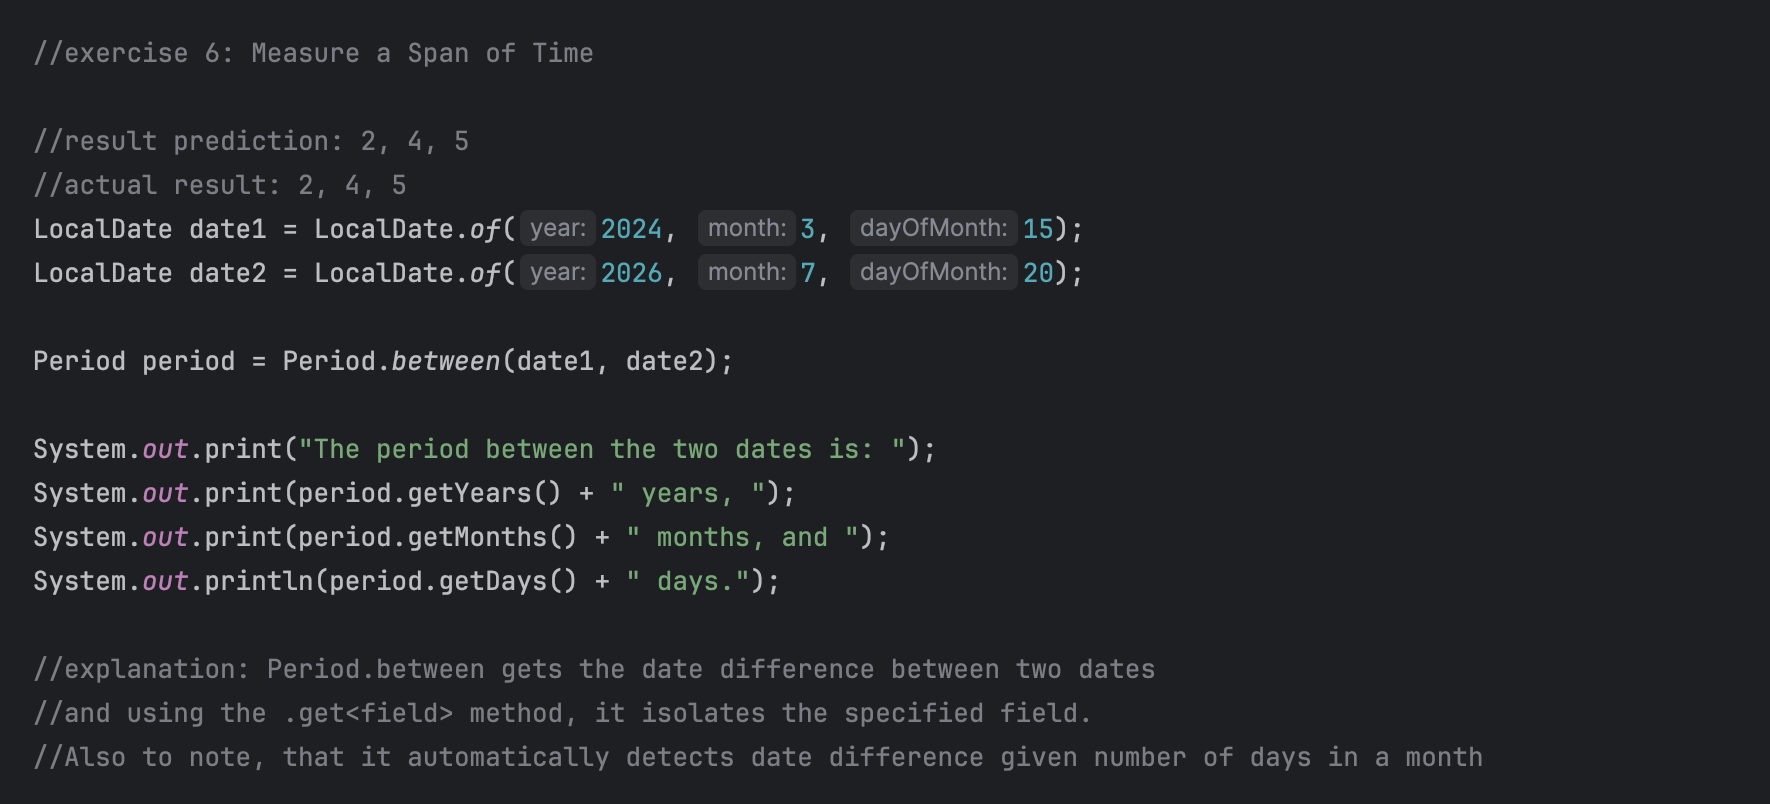 //exercise 6: Measure a Span of Time
//result prediction: 2, 4, 5
//actual result: 2, 4, 5
LocalDate date1 = LocalDate.of( year: 2024, month: 3, dayOfMonth: 15);
LocalDate date2 = LocalDate.of( year: 2026, month: 7, dayOfMonth: 20);
Period period = Period.between(date1, date2);
System.out.print("The period between the two dates is: ");
System.out.print(period.getYears() + " years, ");
System.out.print(period.getMonths() + " months, and ");
System.out.println(period.getDays() + " days.");
//explanation: Period.between gets the date difference between two dates
//and using the .get<field> method, it isolates the specified field.
//Also to note, that it automatically detects date difference given number of days in a month